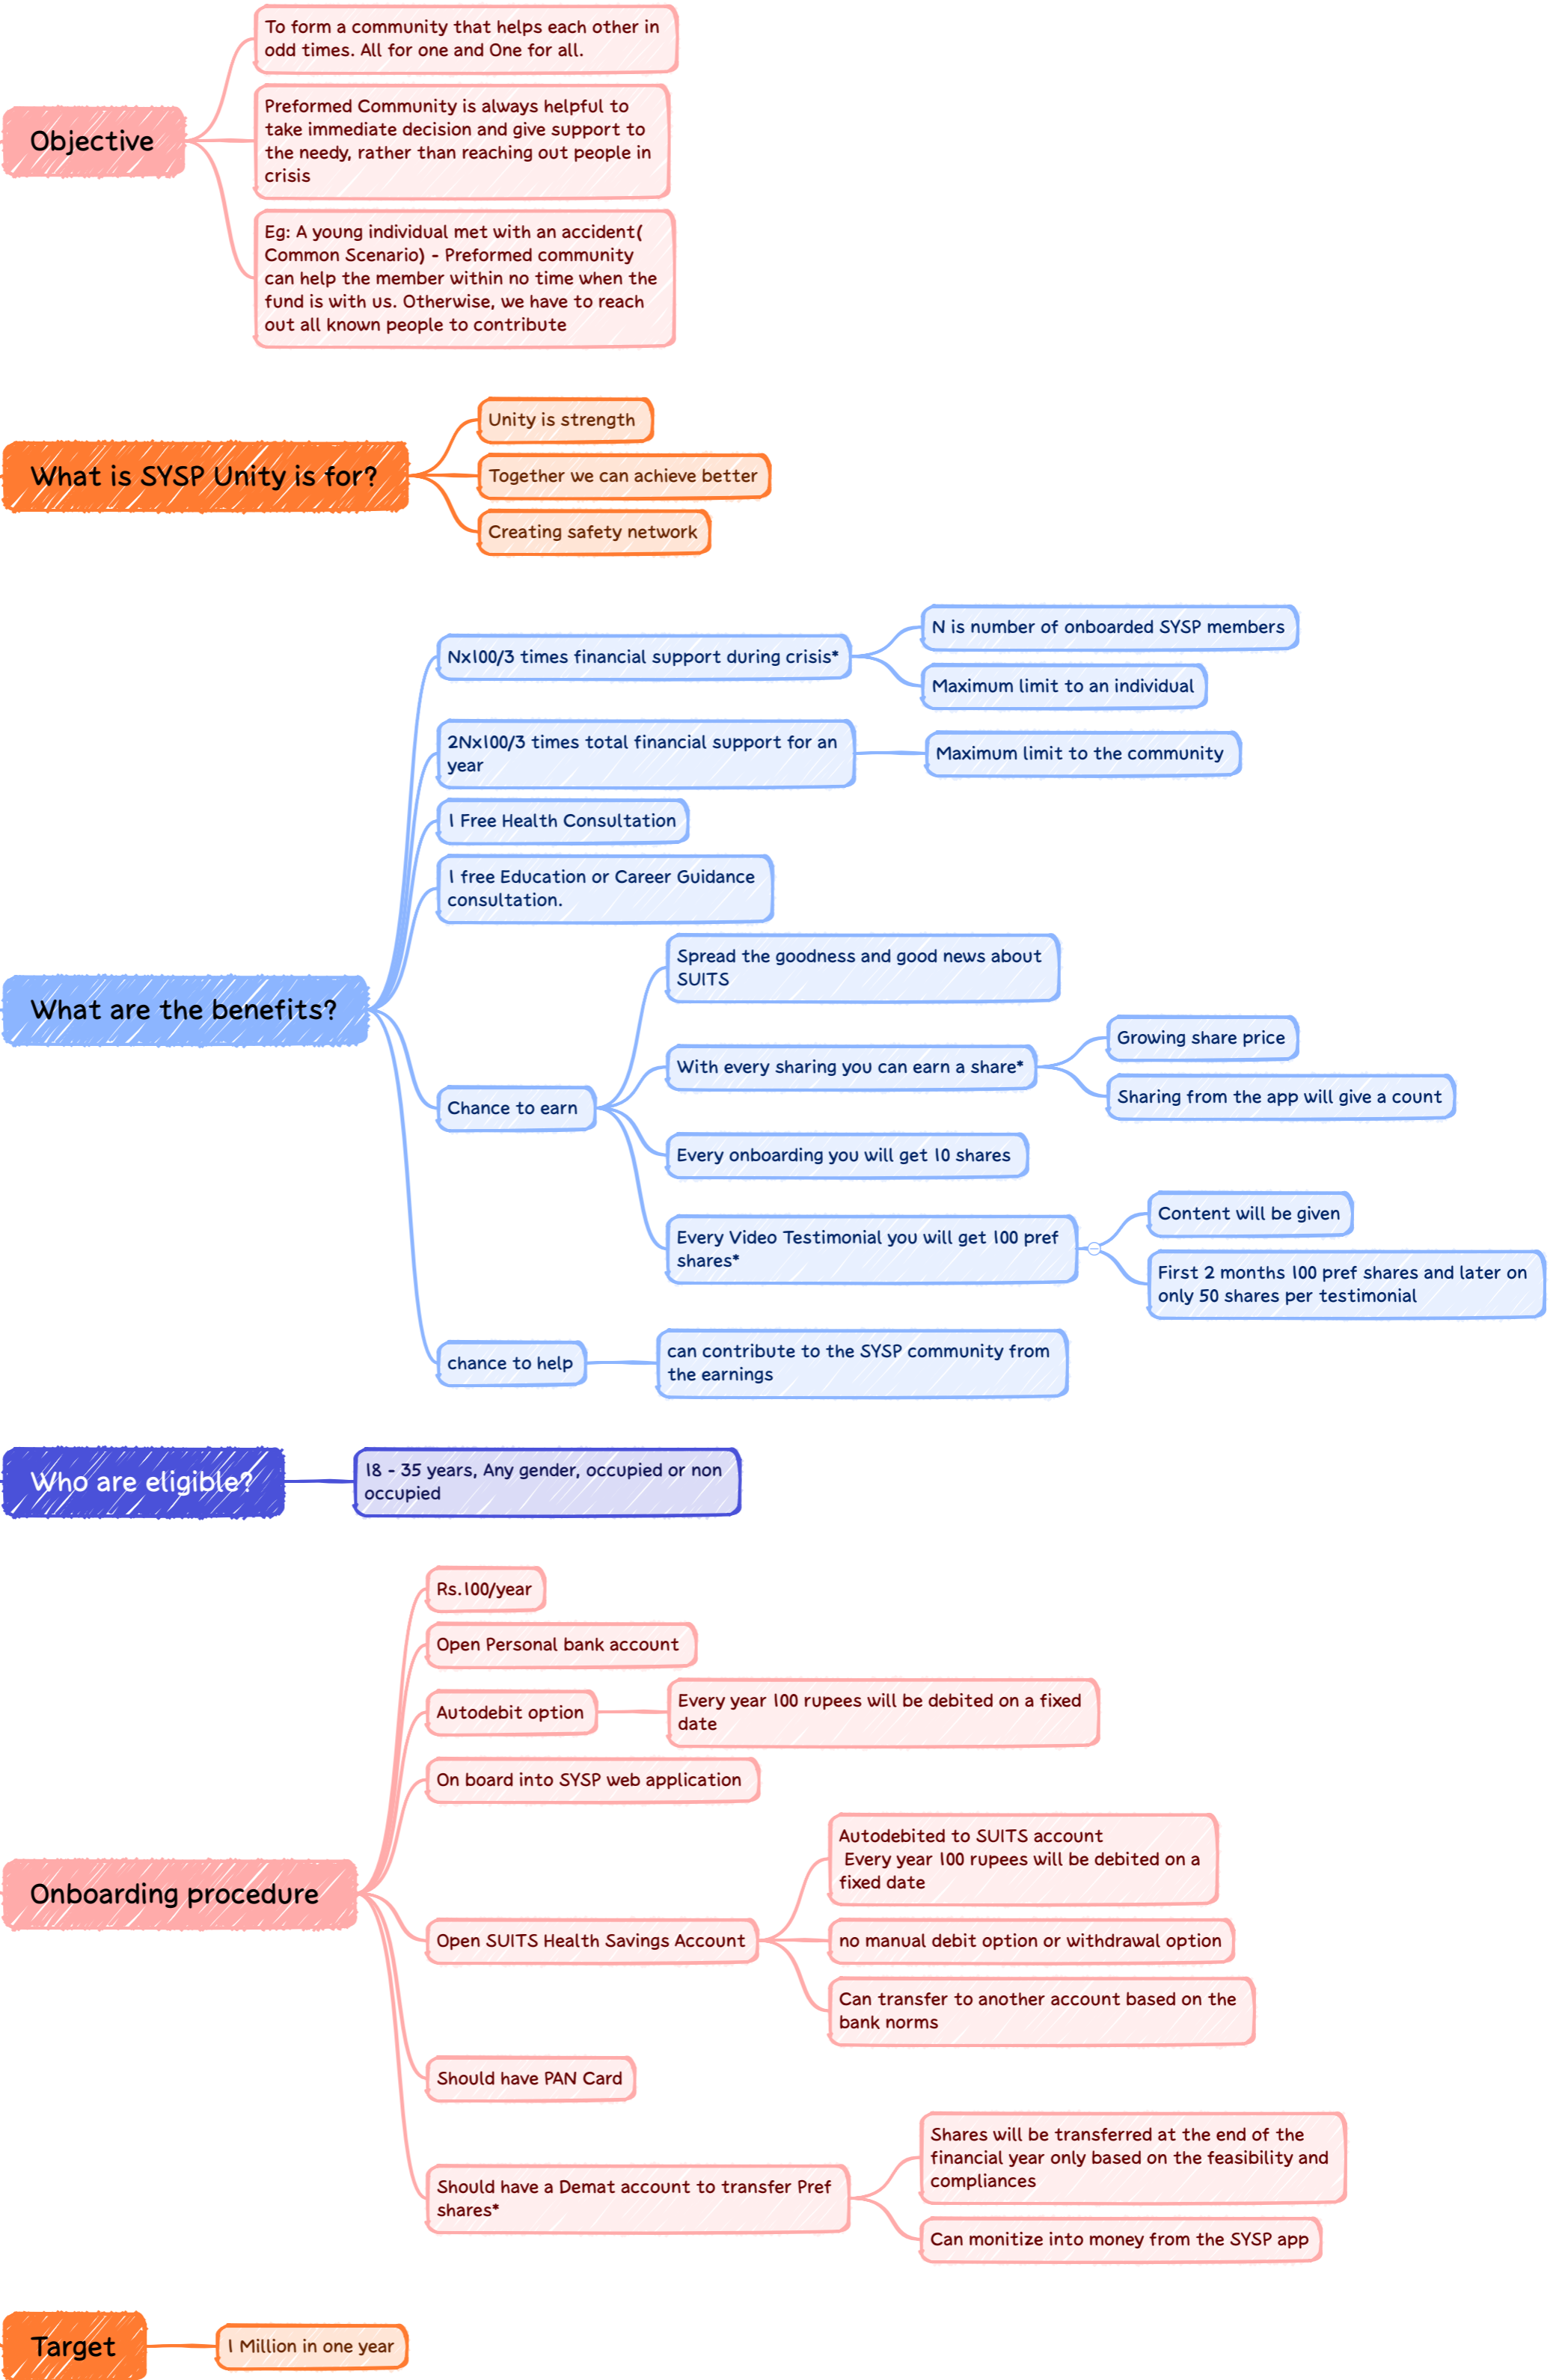 Objective
To form a community that helps each other in
odd times. All for one and One for all.
Preformed Community is always helpful to
take immediate decision and give support to
the needy, rather than reaching out people in
crisis
Eg: A young individual met with an accident(
Common Scenario) - Preformed community
can help the member within no time when the
fund is with us. Otherwise, we have to reach
out all known people to contribute
What is SYSP Unity is for?
Unity is strength
Together we can achieve better
Creating safety network
What are the benefits?
Nx100/3 times financial support during crisis*
N is number of onboarded SYSP members
Maximum limit to an individual
2Nx100/3 times total financial support for an
year
Maximum limit to the community
1 Free Health Consultation
1 free Education or Career Guidance
consultation.
Chance to earn
Spread the goodness and good news about
SUITS
With every sharing you can earn a share*
Growing share price
Sharing from the app will give a count
Every onboarding you will get 10 shares
Every Video Testimonial you will get 100 pref
shares*
Content will be given
First 2 months 100 pref shares and later on
only 50 shares per testimonial
chance to help
can contribute to the SYSP community from
the earnings
Who are eligible?
18 - 35 years, Any gender, occupied or non
occupied
Onboarding procedure
Rs.100/year
Open Personal bank account
Autodebit option
Every year 100 rupees will be debited on a fixed
date
On board into SYSP web application
Open SUITS Health Savings Account
Autodebited to SUITS account
Every year 100 rupees will be debited on a
fixed date
no manual debit option or withdrawal option
Can transfer to another account based on the
bank norms
Should have PAN Card
Should have a Demat account to transfer Pref
shares*
Shares will be transferred at the end of the
financial year only based on the feasibility and
compliances
Can monitize into money from the SYSP app
Target
1 Million in one year